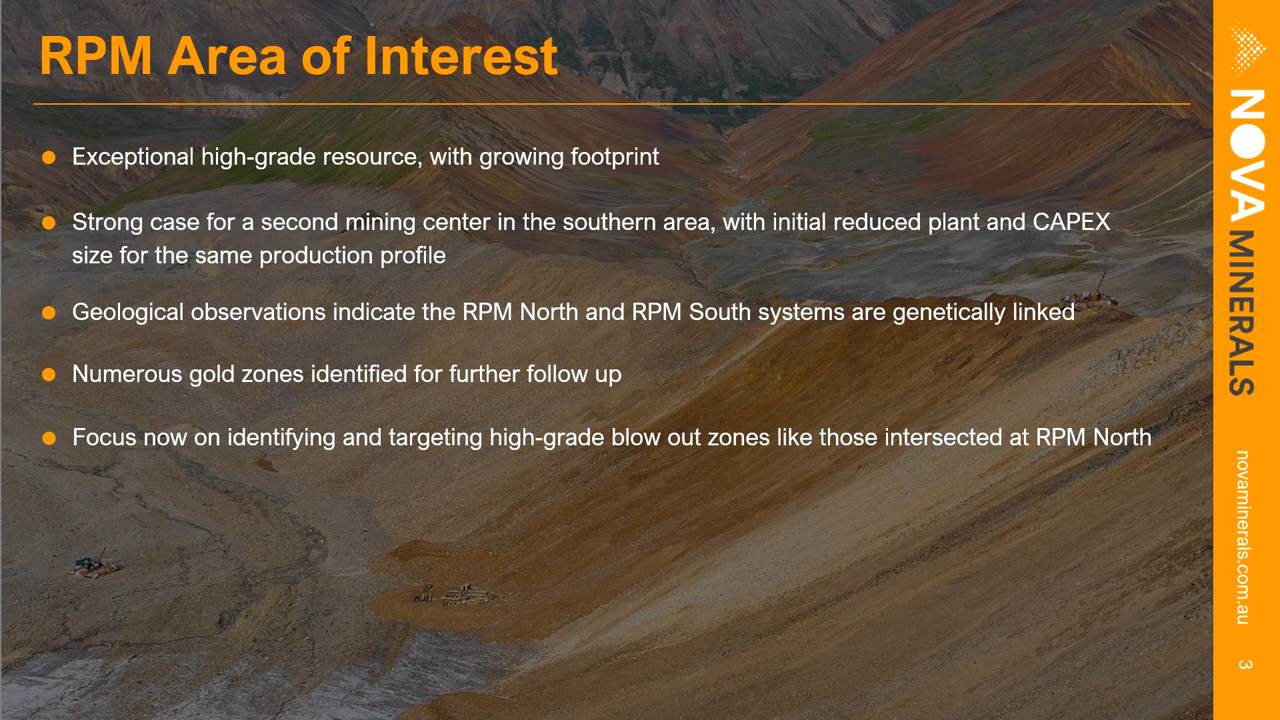 RPM Area of Interest
Exceptional high-grade resource, with growing footprint
Strong case for a second mining center in the southern area, with initial reduced plant and CAPEX
size for the same production profile
Geological observations indicate the RPM North and RPM South systems are genetically linked
Numerous gold zones identified for further follow up
Focus now on identifying and targeting high-grade blow out zones like those intersected at RPM North
NOVA MINERALS
novaminerals.com.au
3